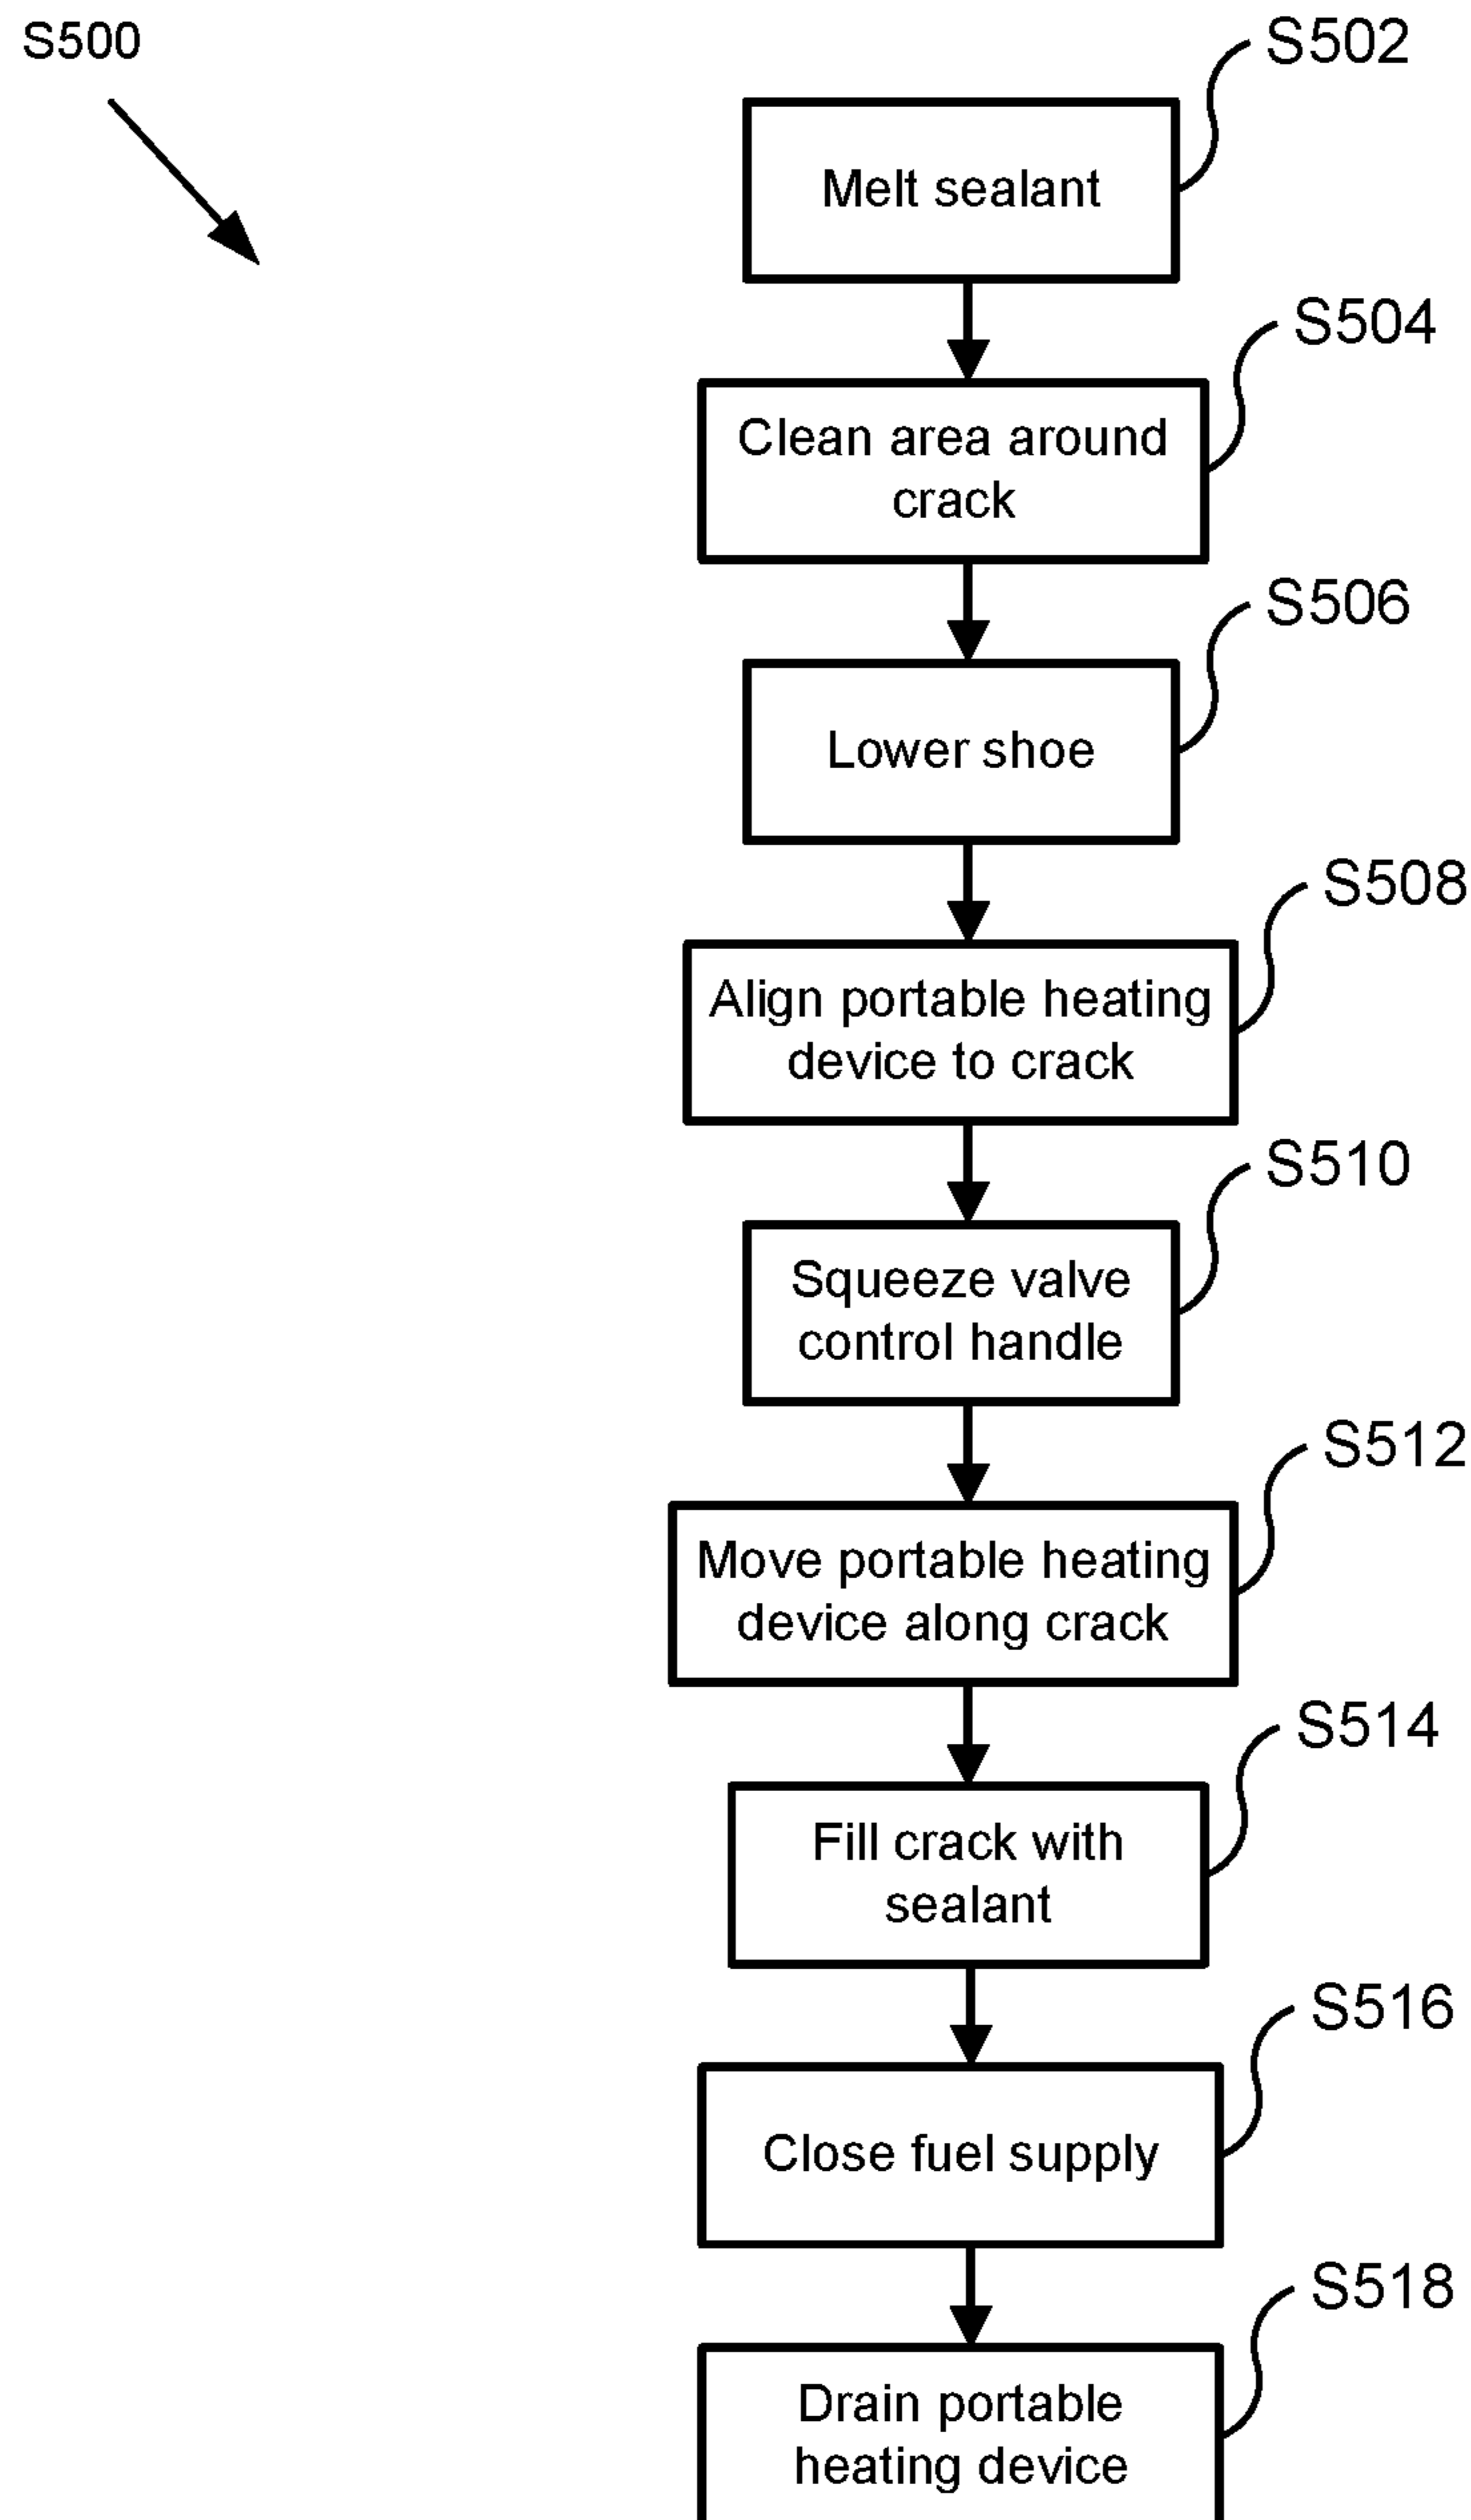 S500
S502
Melt sealant
S504
Clean area around
crack
S506
Lower shoe
S508
Align portable heating
device to crack
S510
Squeeze valve
control handle
S512
Move portable heating
device along crack
S514
Fill crack with
sealant
S516
Close fuel supply
S518
Drain portable
heating device